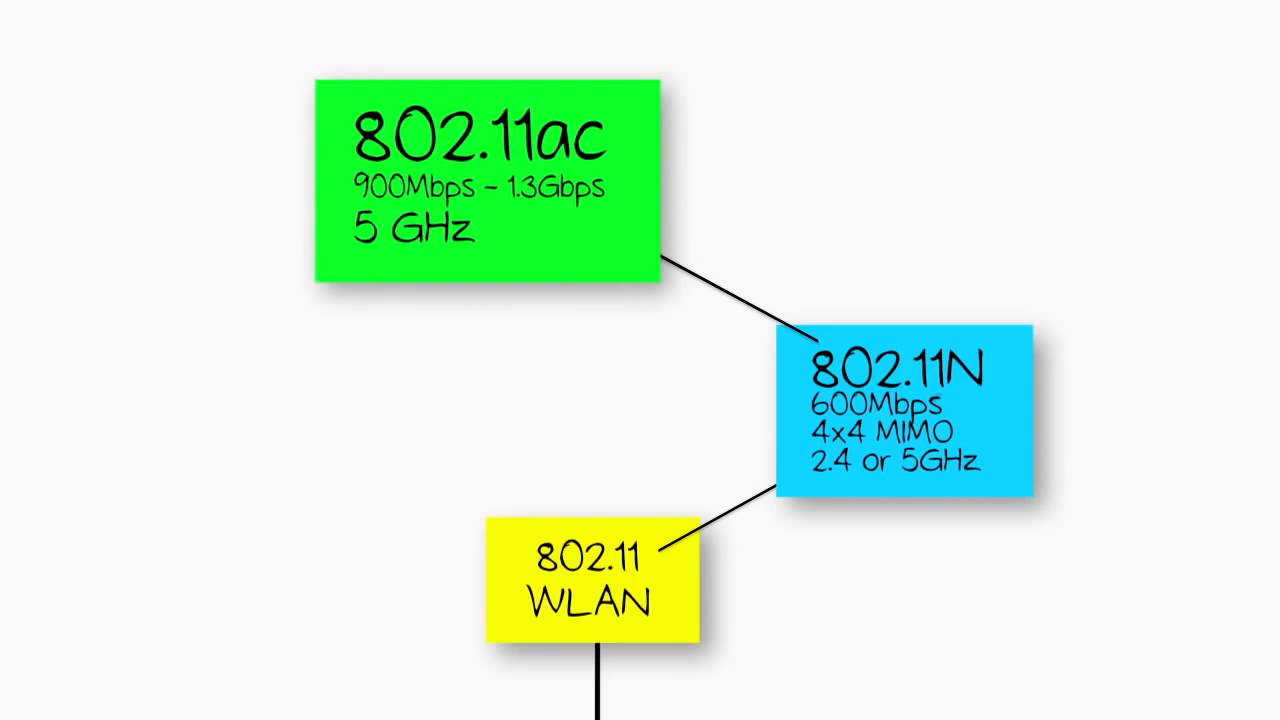 802.11ac
900Mbps - 1.3Gbps
5 GHz
802.11N
600Mbps
4x4 MIMO
2.4 or 5GHz
802.11
WLAN